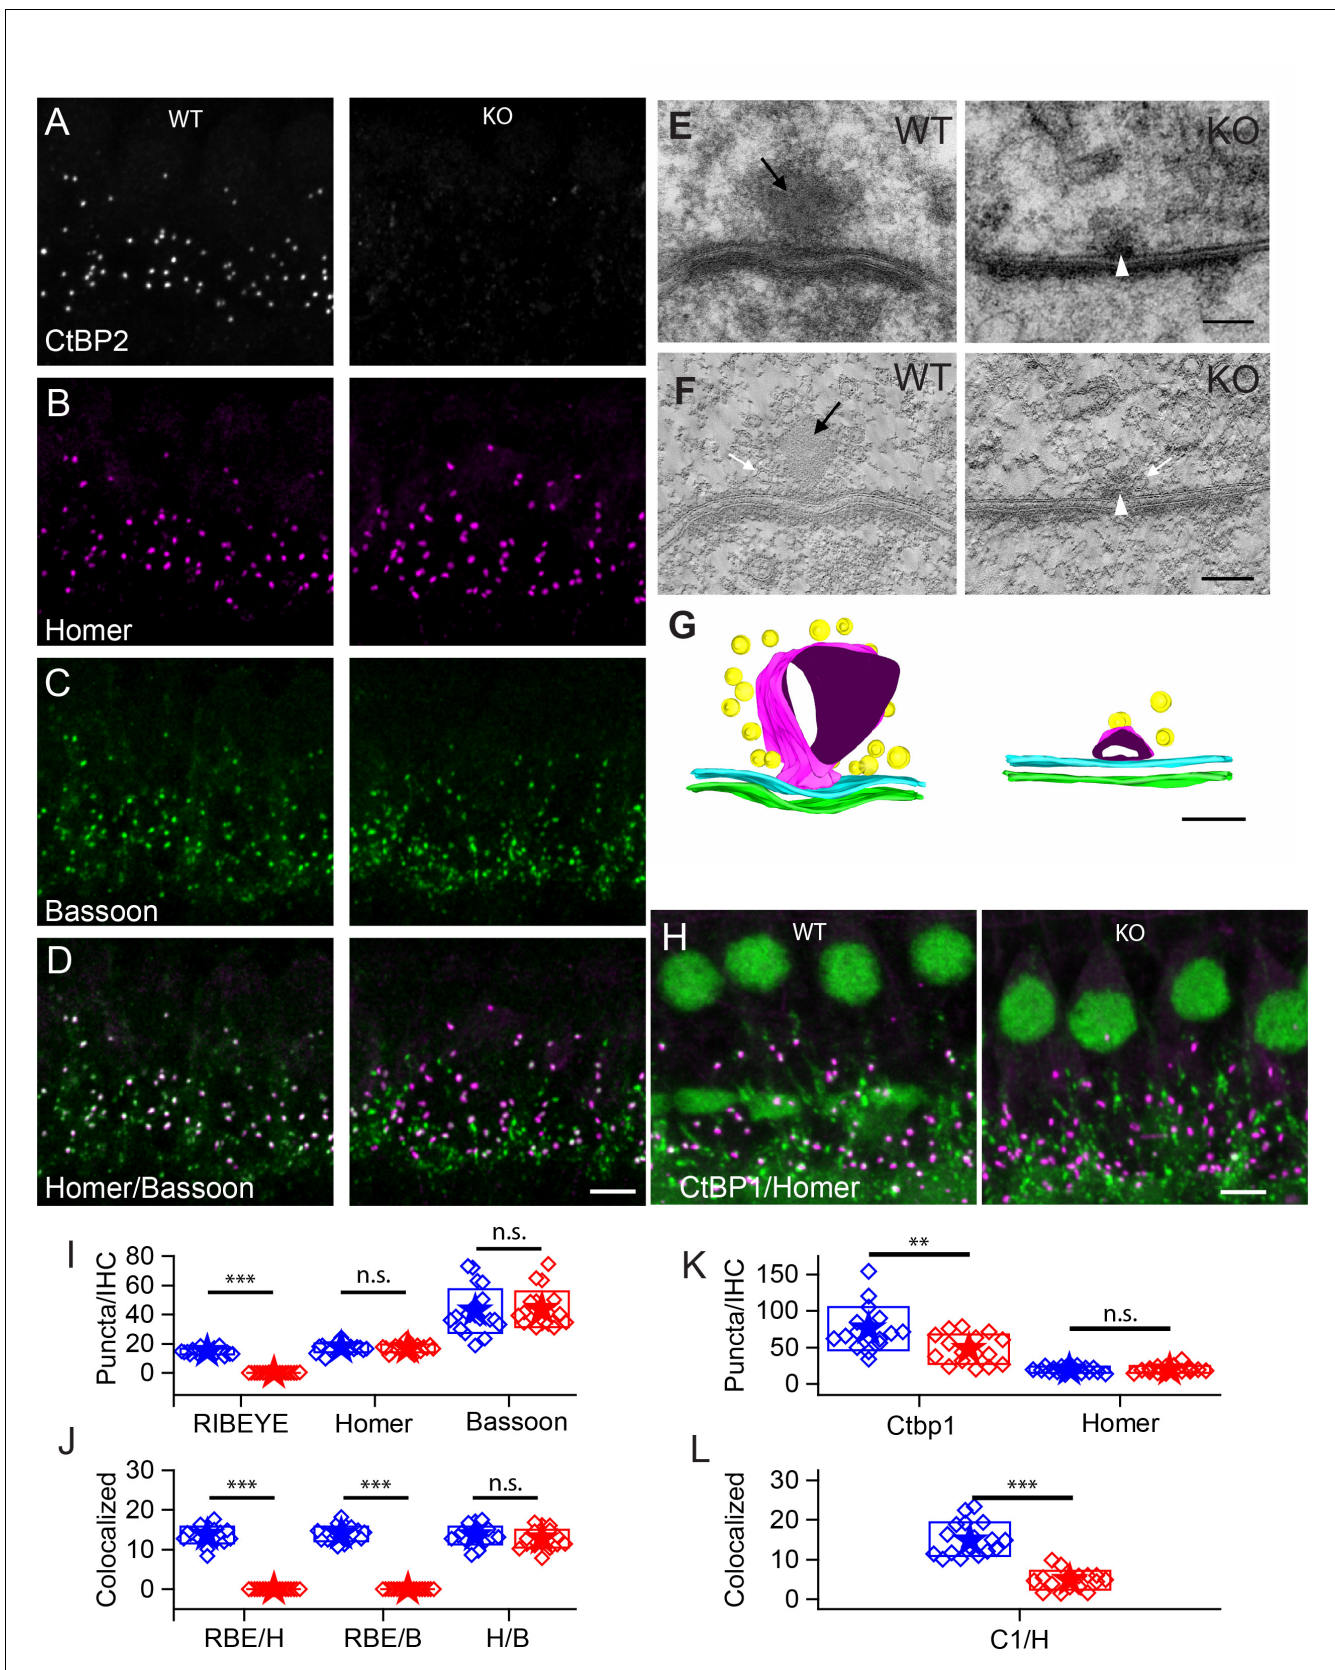 A
WT
KO
CtBP2
B
Homer
C
Bassoon
D
Homer/Bassoon
E
WT
KO
F
WT
KO
G
H
WT
KO
CtBP1/Homer
I
Puncta/IHC
80
60
40
20
0
***
n.s.
n.s.
RIBEYE
Homer
Bassoon
J
Colocalized
30
20
10
0
***
***
n.s.
RBE/H
RBE/B
H/B
K
Puncta/IHC
150
100
50
0
**
n.s.
Ctbp1
Homer
L
Colocalized
30
20
10
0
***
C1/H